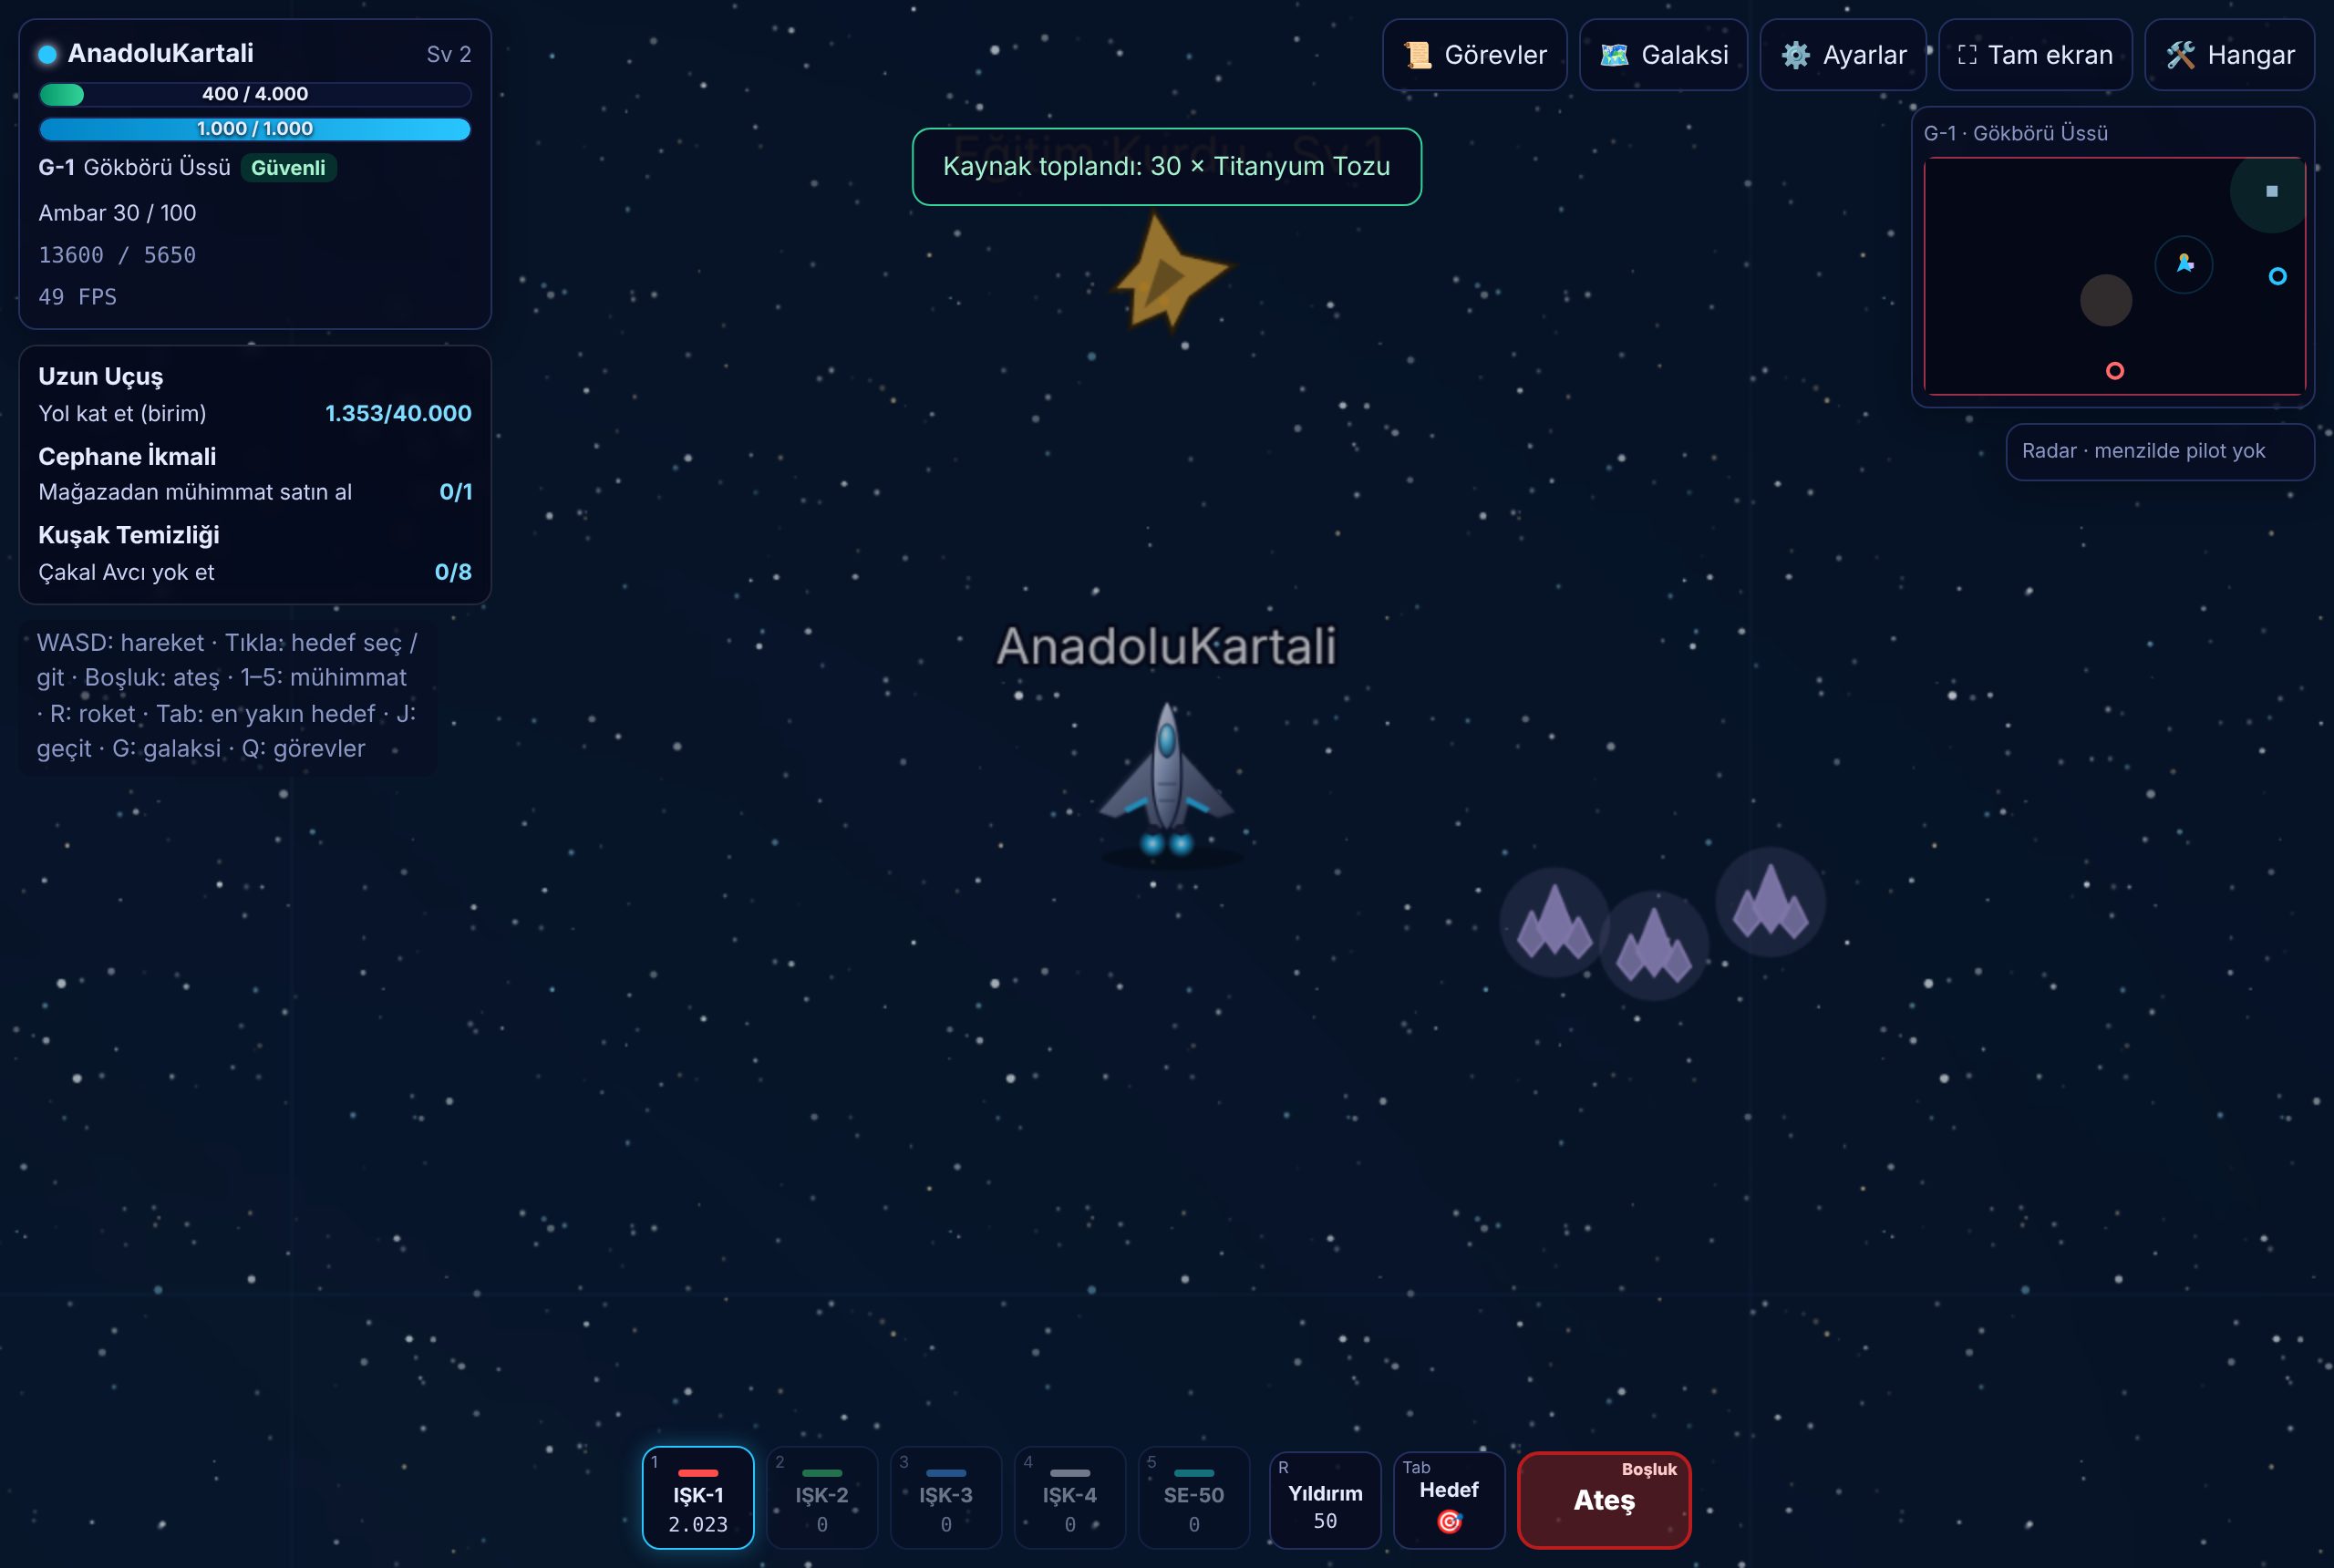 AnadoluKartali Sv 2
400 / 4.000
1.000 / 1.000
G-1 Gökbörü Üssü Güvenli
Ambar 30 / 100
13600 / 5650
49 FPS
Uzun Uçuş
Yol kat et (birim) 1.353/40.000
Cephane İkmali
Mağazadan mühimmat satın al 0/1
Kuşak Temizliği
Çakal Avcı yok et 0/8
WASD: hareket · Tıkla: hedef seç /
git · Boşluk: ateş · 1–5: mühimmat
· R: roket · Tab: en yakın hedef · J:
geçit · G: galaksi · Q: görevler
Görevler Galaksi Ayarlar Tam ekran Hangar
Eğitim Kurdu · Sv 1
Kaynak toplandı: 30 × Titanyum Tozu
G-1 · Gökbörü Üssü
Radar · menzilde pilot yok
AnadoluKartali
1 IŞK-1 2.023
2 IŞK-2 0
3 IŞK-3 0
4 IŞK-4 0
5 SE-50 0
R Yıldırım 50
Tab Hedef
Boşluk Ateş